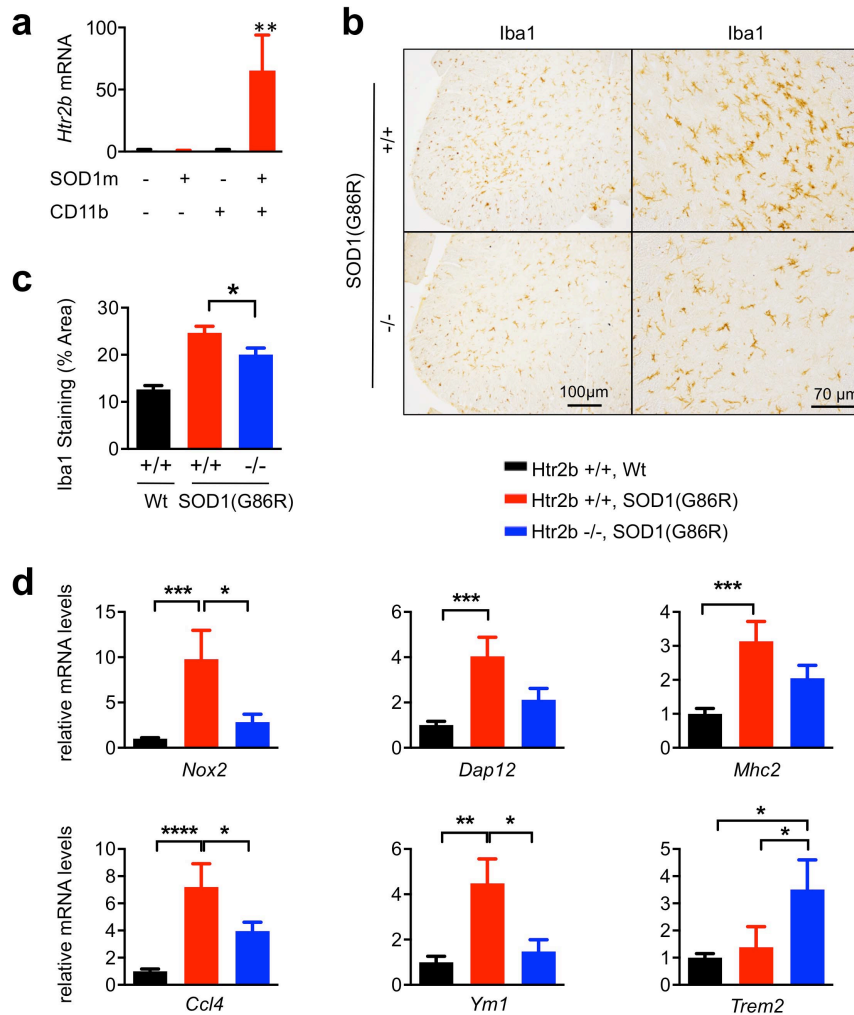 a
Htr2b mRNA
100
50
0
**
SOD1m - + - +
CD11b - - + +
b
Iba1 Iba1
SOD1(G86R)
+/+
-/-
100µm
70 µm
c
Iba1 Staining (% Area)
30
20
10
0
*
+/+ +/+ -/-
Wt SOD1(G86R)
Htr2b +/+, Wt
Htr2b +/+, SOD1(G86R)
Htr2b -/-, SOD1(G86R)
d
relative mRNA levels
15
10
5
0
*** *
Nox2
6
4
2
0
***
Dap12
4
3
2
1
0
***
Mhc2
relative mRNA levels
10
8
6
4
2
0
**** *
Ccl4
6
4
2
0
** *
Ym1
5
4
3
2
1
0
*
*
Trem2